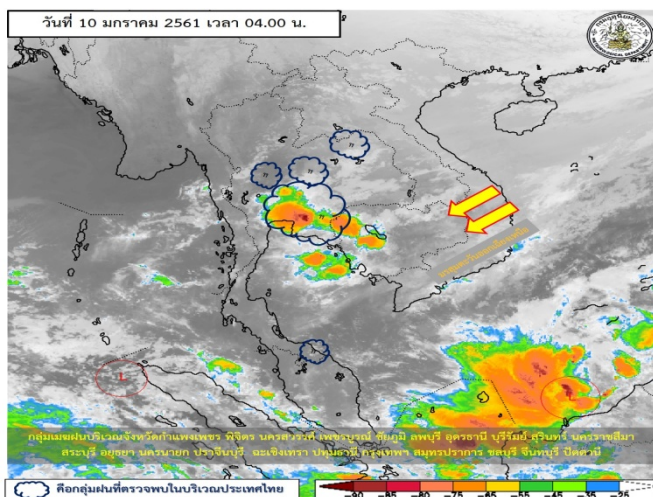 วันที่ 10 มกราคม 2561 เวลา 04.00 น.
L
กลุ่มเมฆฝนบริเวณจังหวัดกำแพงเพชร พิจิตร นครสวรรค์ เพชรบูรณ์ ชัยภูมิ ลพบุรี อุดรธานี บุรีรัมย์ สุรินทร์ นครราชสีมา
สระบุรี อยุธยา นครนายก ปราจีนบุรี ฉะเชิงเทรา ปทุมธานี กรุงเทพฯ สมุทรปราการ ชลบุรี จันทบุรี ปัตตานี
คือกลุ่มฝนที่ตรวจพบในบริเวณประเทศไทย
-90 -85 -80 -75 -65 -55 -45 -35 -25